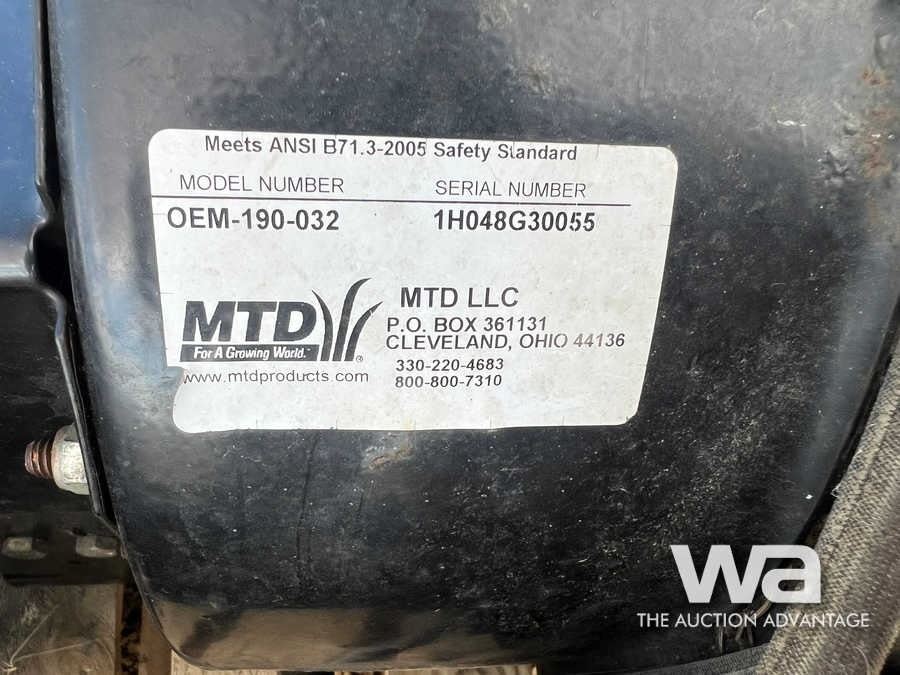 Meets ANSI B71.3-2005 Safety Standard
MODEL NUMBER SERIAL NUMBER
OEM-190-032 1H048G30055
MTD
For A Growing World.™
®
www.mtdproducts.com
MTD LLC
P.O. BOX 361131
CLEVELAND, OHIO 44136
330-220-4683
800-800-7310
wa
THE AUCTION ADVANTAGE